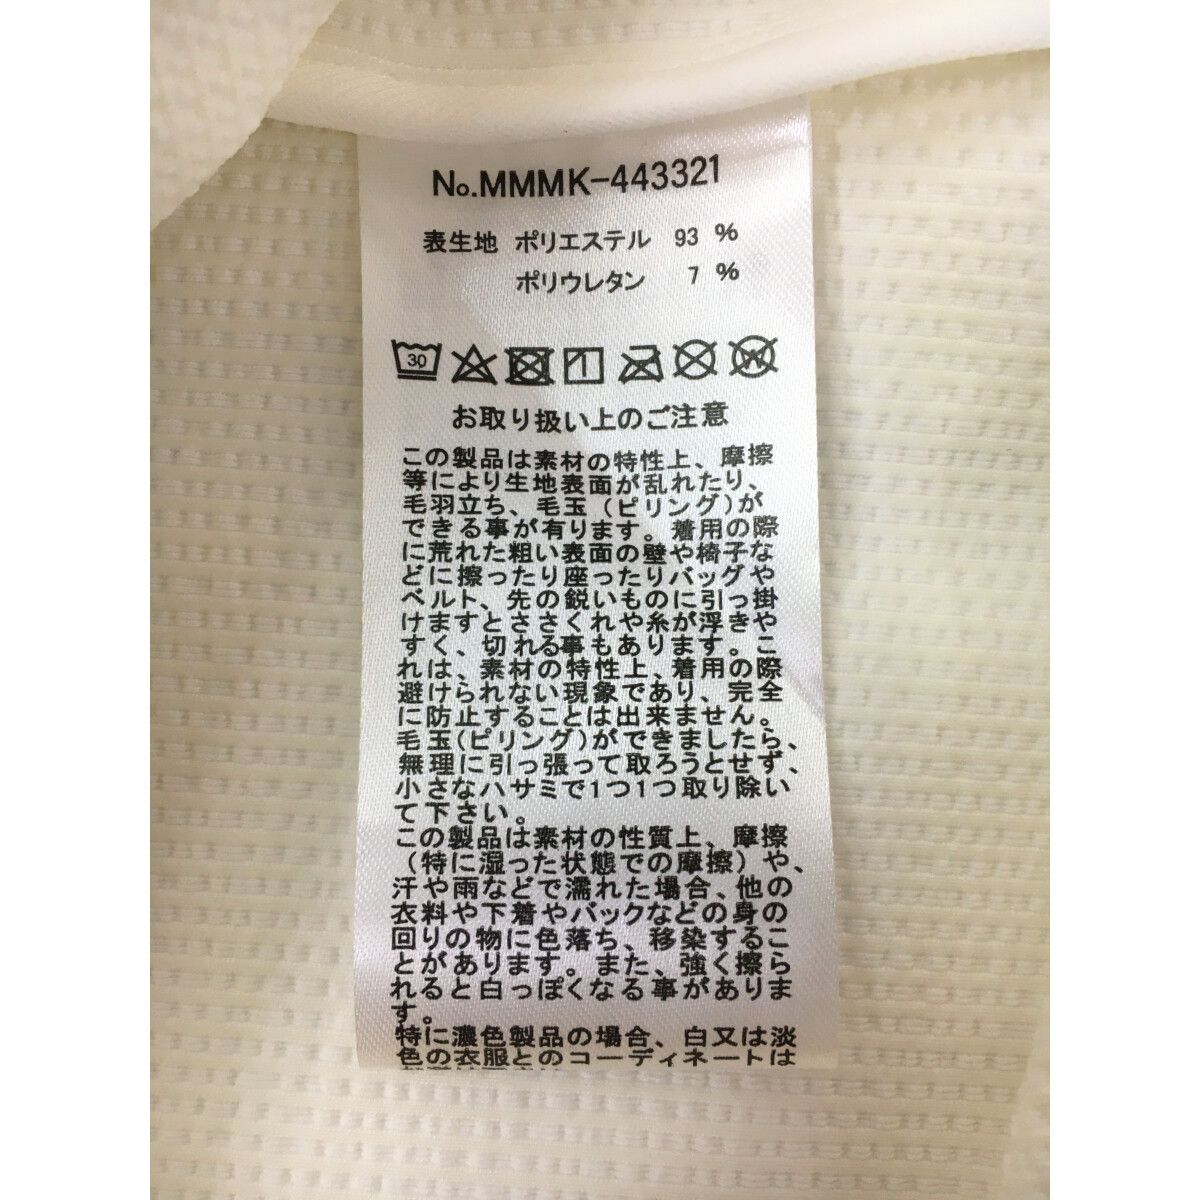 No.MMMK-443321
表生地 ポリエステル 93 %
ポリウレタン 7 %
30
W
お取り扱い上のご注意
この製品は素材の特性上、摩擦
等により生地表面が乱れたり、
毛羽立ち、毛玉(ピリング)が
できる事が有ります。着用の際
に荒れた粗い表面の壁や椅子な
どに擦ったり座ったりバッグや
ベルト、先の鋭いものに引っ掛
けますとささくれや糸が浮きや
すく、切れる事もあります。こ
れは、素材の特性上、着用の際
避けられない現象であり、完全
に防止することは出来ません。
毛玉(ピリング)ができましたら、
無理に引っ張って取ろうとせず、
小さなハサミで1つ1つ取り除い
て下さい。
この製品は素材の性質上、摩擦
(特に湿った状態での摩擦)や、
汗や雨などで濡れた場合、他の
衣料や下着やバックなどの身の
回りの物に色落ち、移染するこ
とがあります。また、強く擦ら
れると白っぽくなる事がありま
す。
特に濃色製品の場合、白又は淡
色の衣服とのコーディネートは